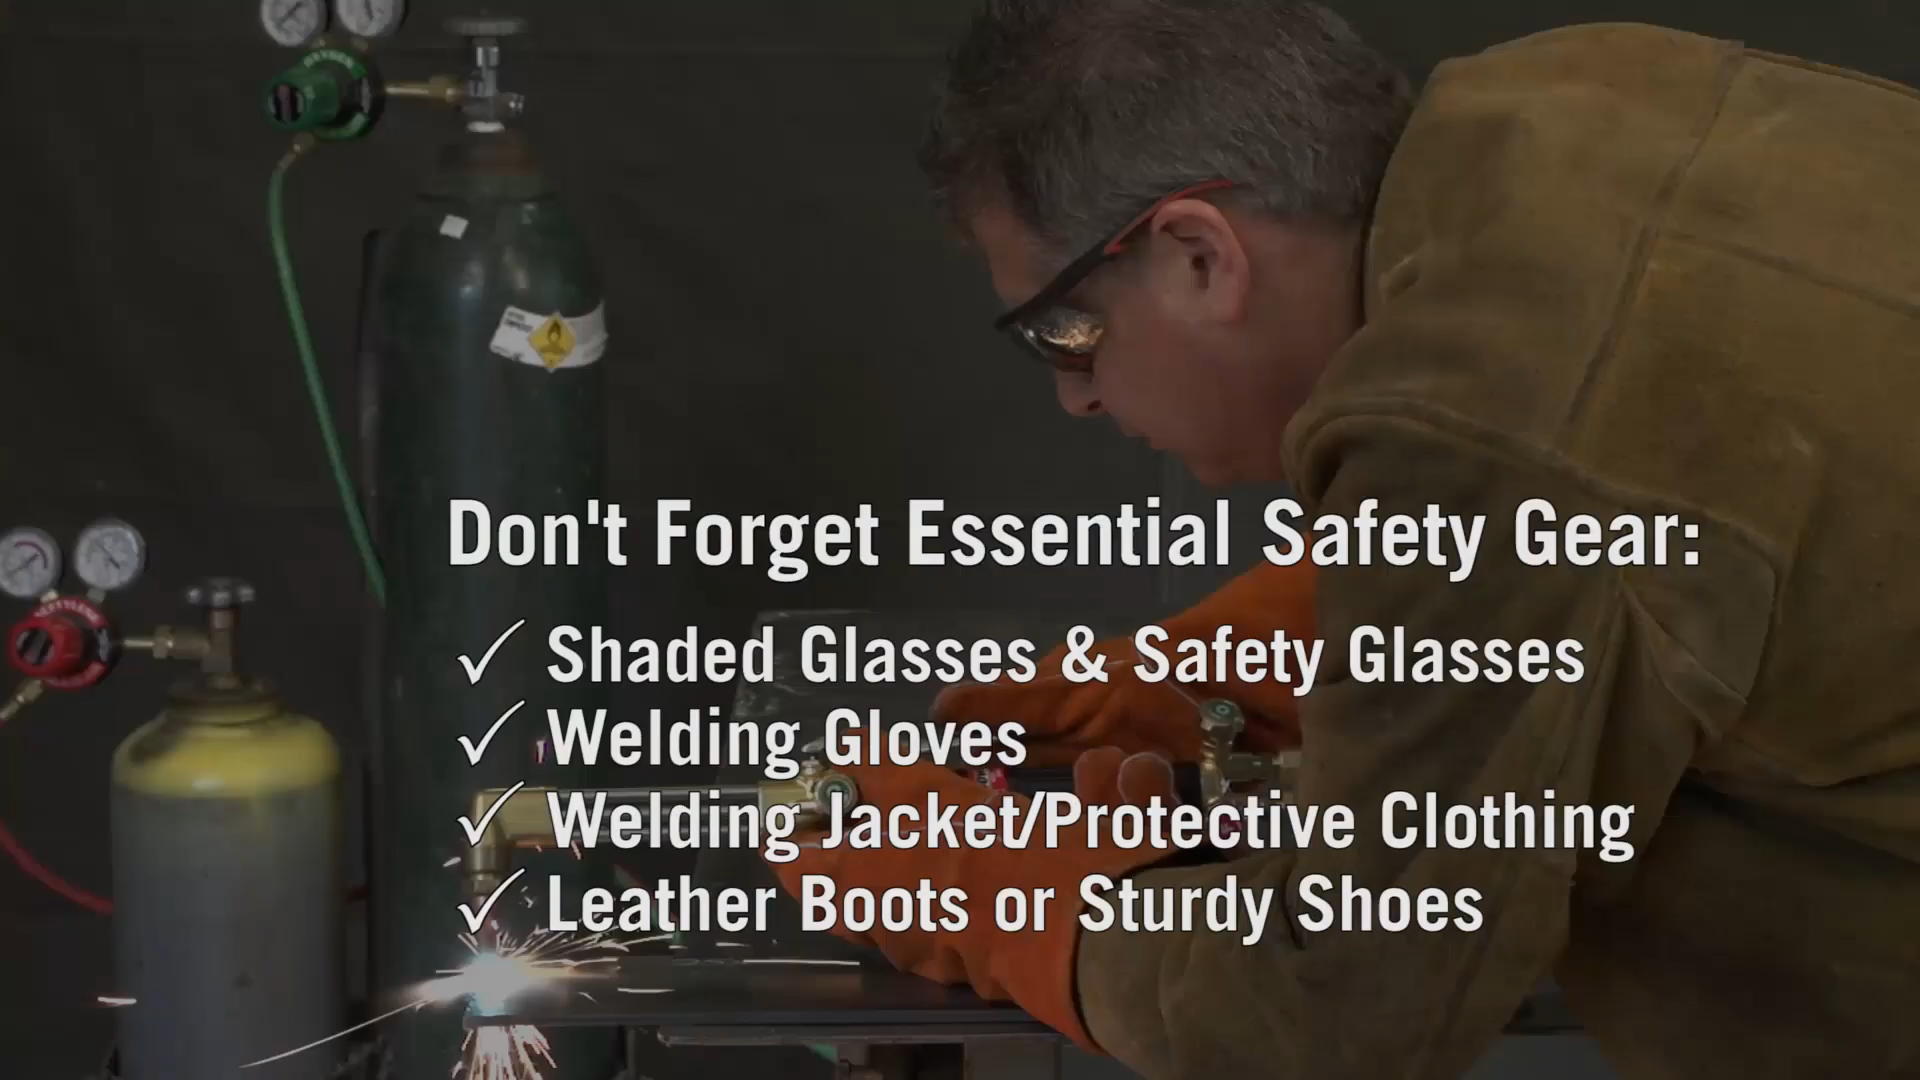 OXYGEN
Don't Forget Essential Safety Gear:
✓ Shaded Glasses & Safety Glasses
✓ Welding Gloves
✓ Welding Jacket/Protective Clothing
✓ Leather Boots or Sturdy Shoes